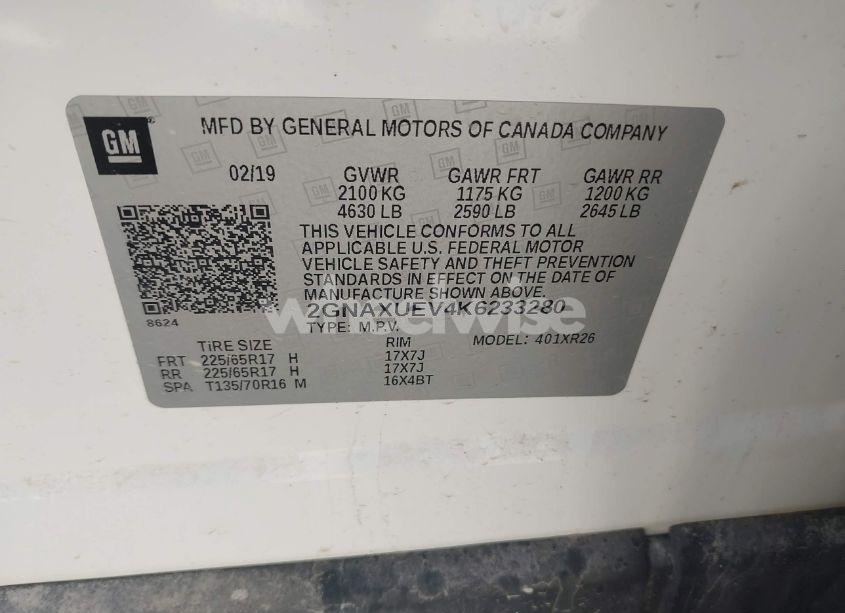 GM
MFD BY GENERAL MOTORS OF CANADA COMPANY
02/19 GVWR GAWR FRT GAWR RR
2100 KG 1175 KG 1200 KG
4630 LB 2590 LB 2645 LB
THIS VEHICLE CONFORMS TO ALL
APPLICABLE U.S. FEDERAL MOTOR
VEHICLE SAFETY AND THEFT PREVENTION
STANDARDS IN EFFECT ON THE DATE OF
MANUFACTURE SHOWN ABOVE.
2GNAXUEV4K6233280
8624
TYPE: M.P.V. MODEL: 401XR26
TIRE SIZE RIM
FRT 225/65R17 H 17X7J
RR 225/65R17 H 17X7J
SPA T135/70R16 M 16X4BT
wheelwise